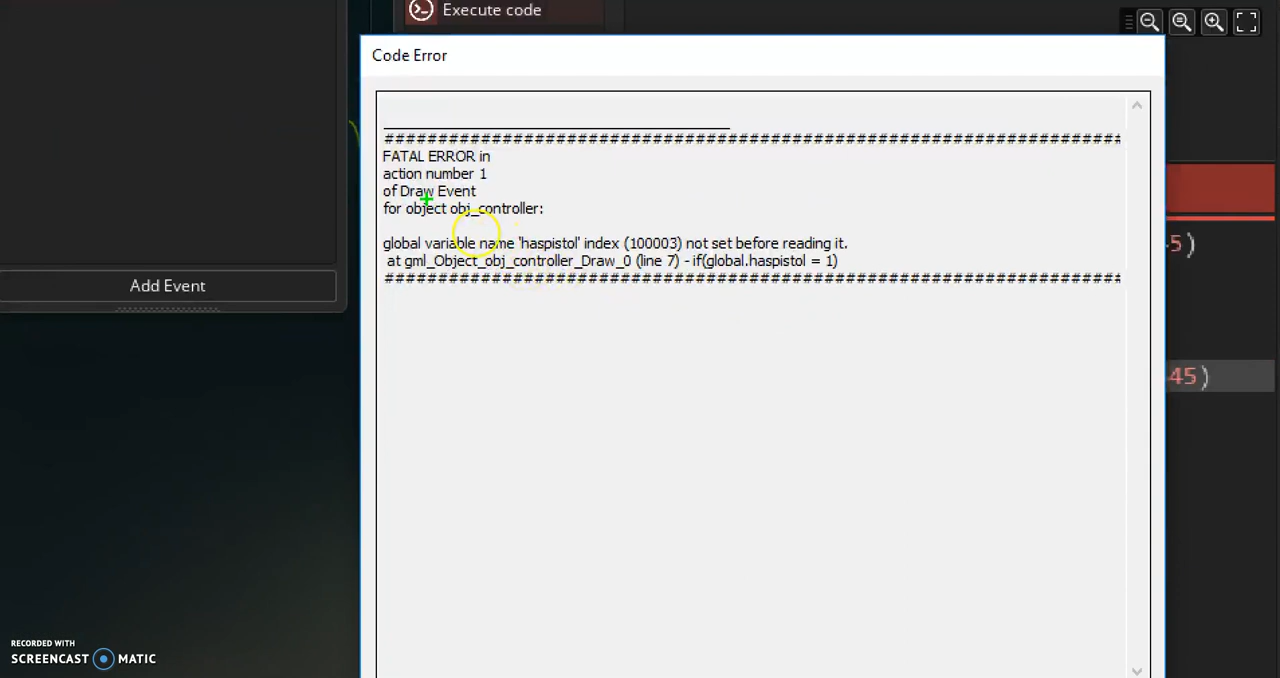 Execute code
Code Error
####################################################################################
FATAL ERROR in
action number 1
of Draw Event
for object obj_controller:
global variable name 'haspistol' index (100003) not set before reading it.
at gml_Object_obj_controller_Draw_0 (line 7) - if(global.haspistol = 1)
####################################################################################
5)
45)
Add Event
RECORDED WITH
SCREENCAST MATIC